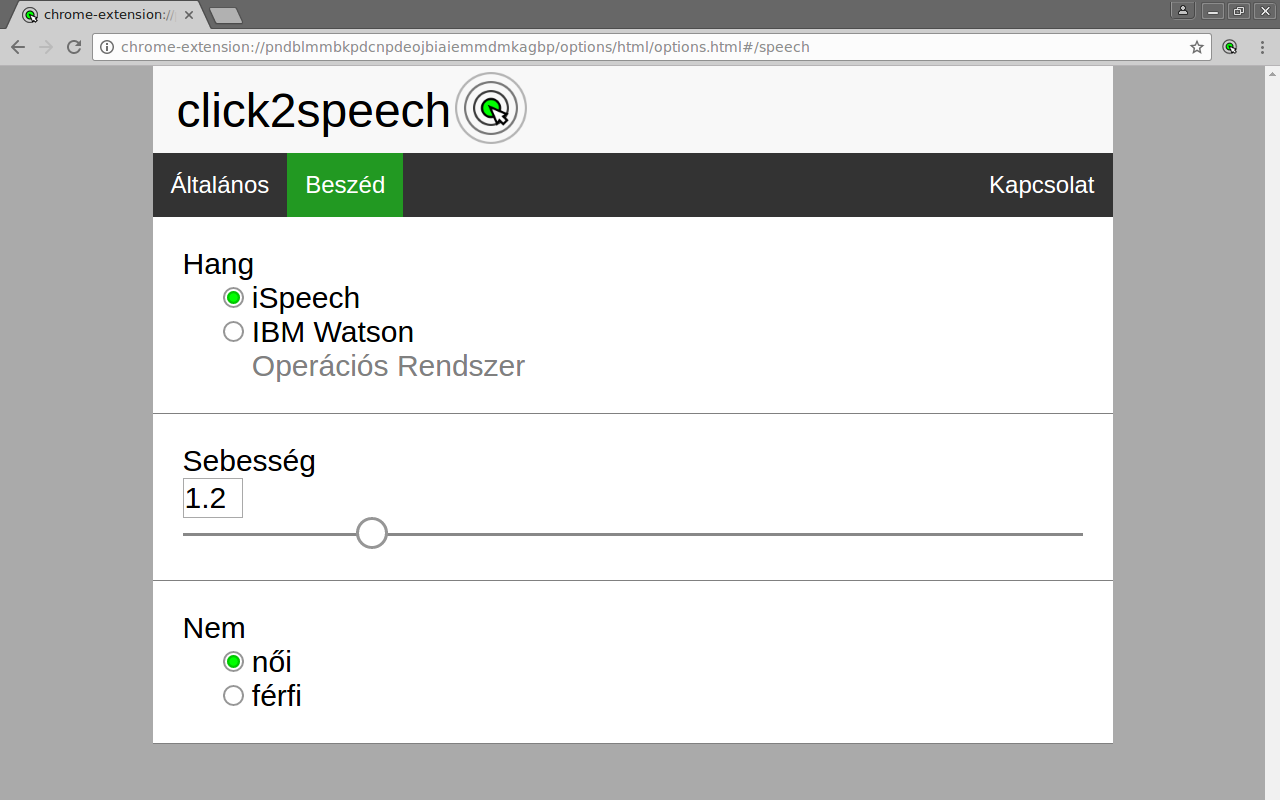 chrome-extension://
chrome-extension://pndblmmbkpdcnpdeojbiaiemmdmkagbp/options/html/options.html#/speech
click2speech
Általános Beszéd Kapcsolat
Hang
iSpeech
IBM Watson
Operációs Rendszer
Sebesség
1.2
Nem
női
férfi